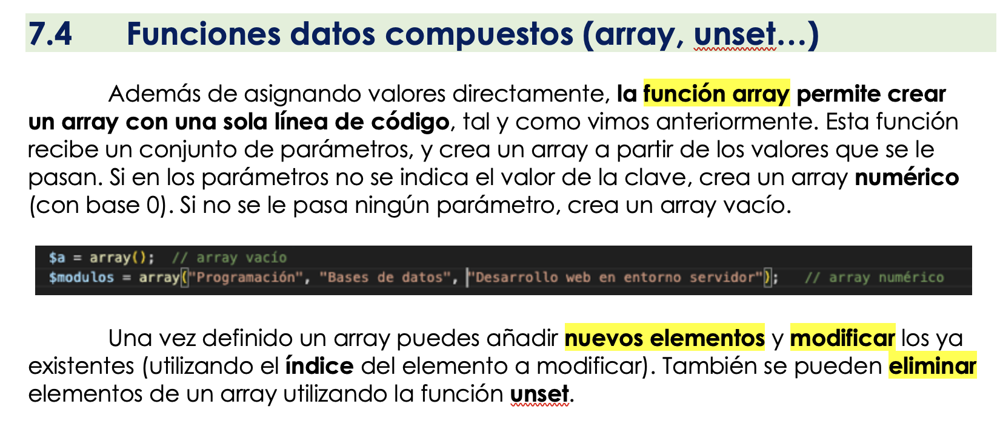 7.4 Funciones datos compuestos (array, unset…)
Además de asignando valores directamente, la función array permite crear
un array con una sola línea de código, tal y como vimos anteriormente. Esta función
recibe un conjunto de parámetros, y crea un array a partir de los valores que se le
pasan. Si en los parámetros no se indica el valor de la clave, crea un array numérico
(con base 0). Si no se le pasa ningún parámetro, crea un array vacío.
$a = array();  // array vacío
$modulos = array("Programación", "Bases de datos", "Desarrollo web en entorno servidor");   // array numérico
Una vez definido un array puedes añadir nuevos elementos y modificar los ya
existentes (utilizando el índice del elemento a modificar). También se pueden eliminar
elementos de un array utilizando la función unset.